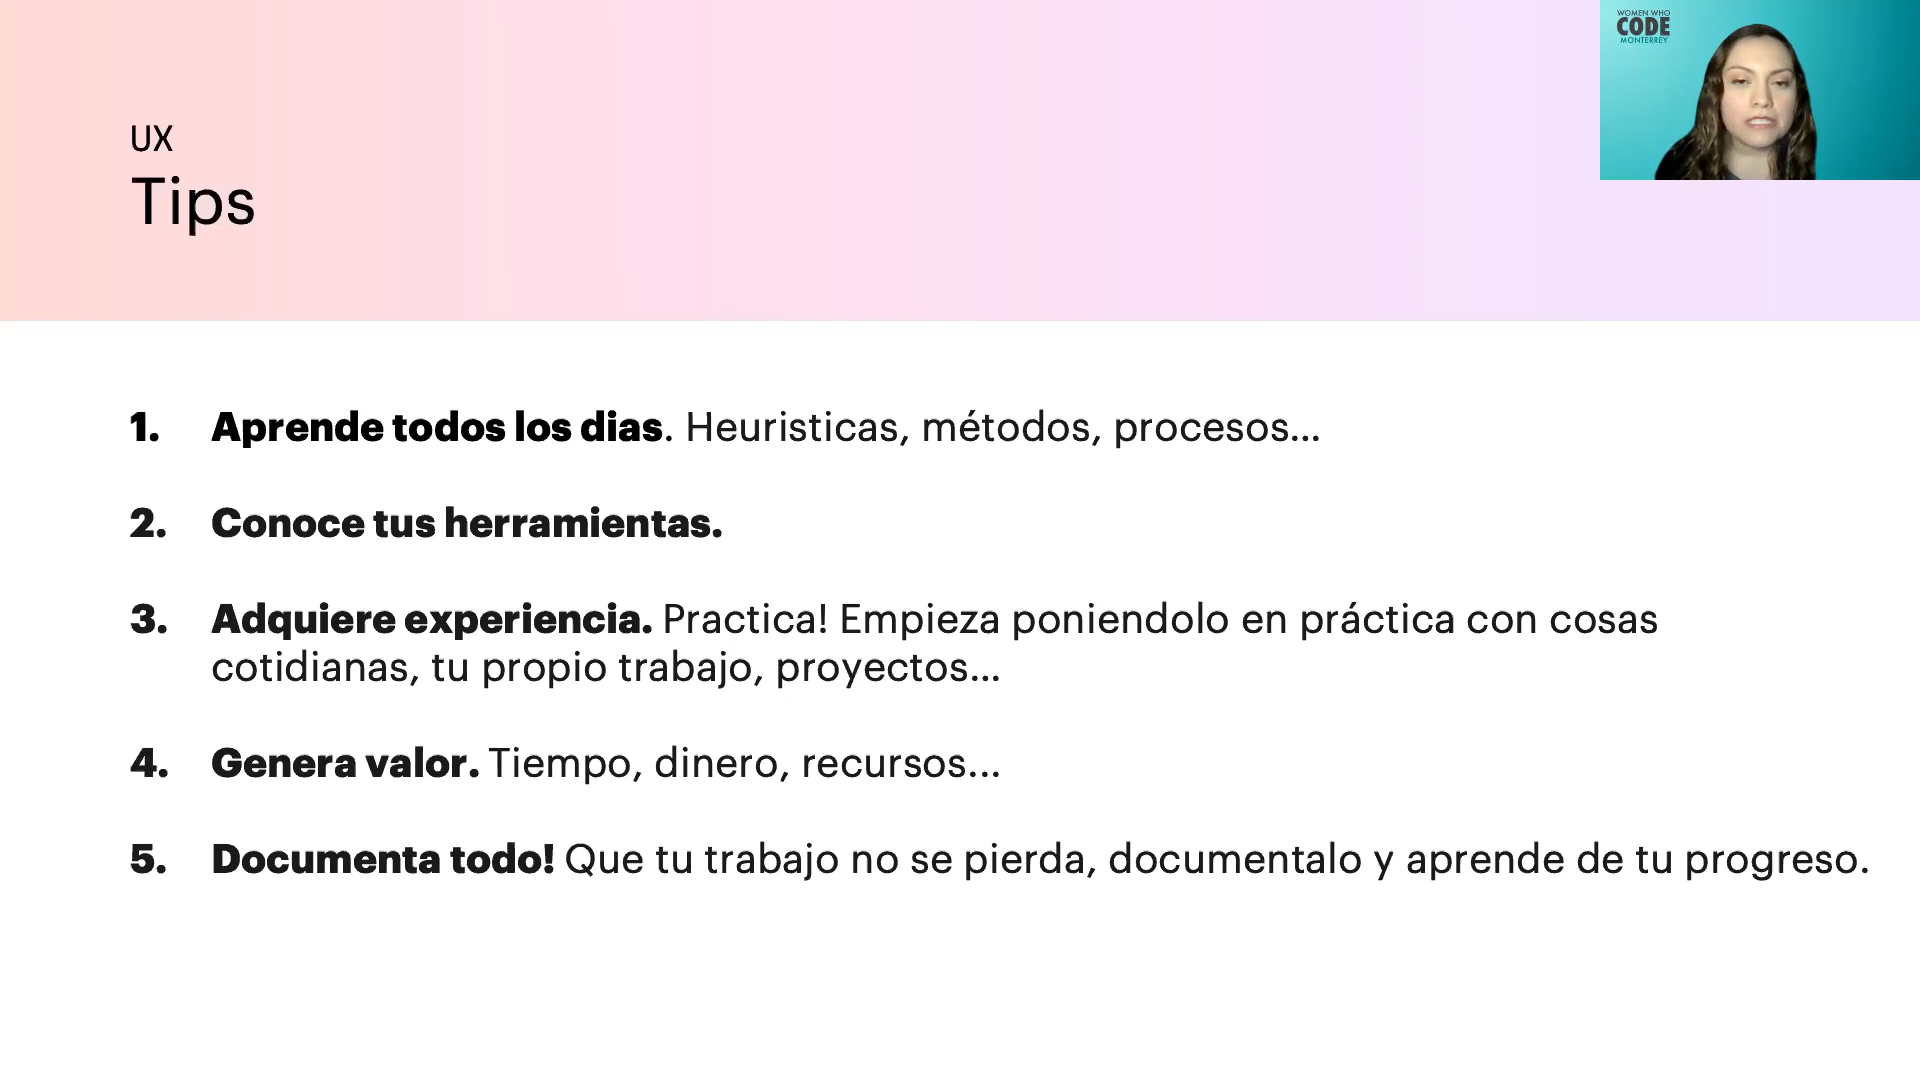 WOMEN WHO
CODE
MONTERREY
UX
Tips
1. Aprende todos los dias. Heuristicas, métodos, procesos...
2. Conoce tus herramientas.
3. Adquiere experiencia. Practica! Empieza poniendolo en práctica con cosas
cotidianas, tu propio trabajo, proyectos...
4. Genera valor. Tiempo, dinero, recursos...
5. Documenta todo! Que tu trabajo no se pierda, documentalo y aprende de tu progreso.